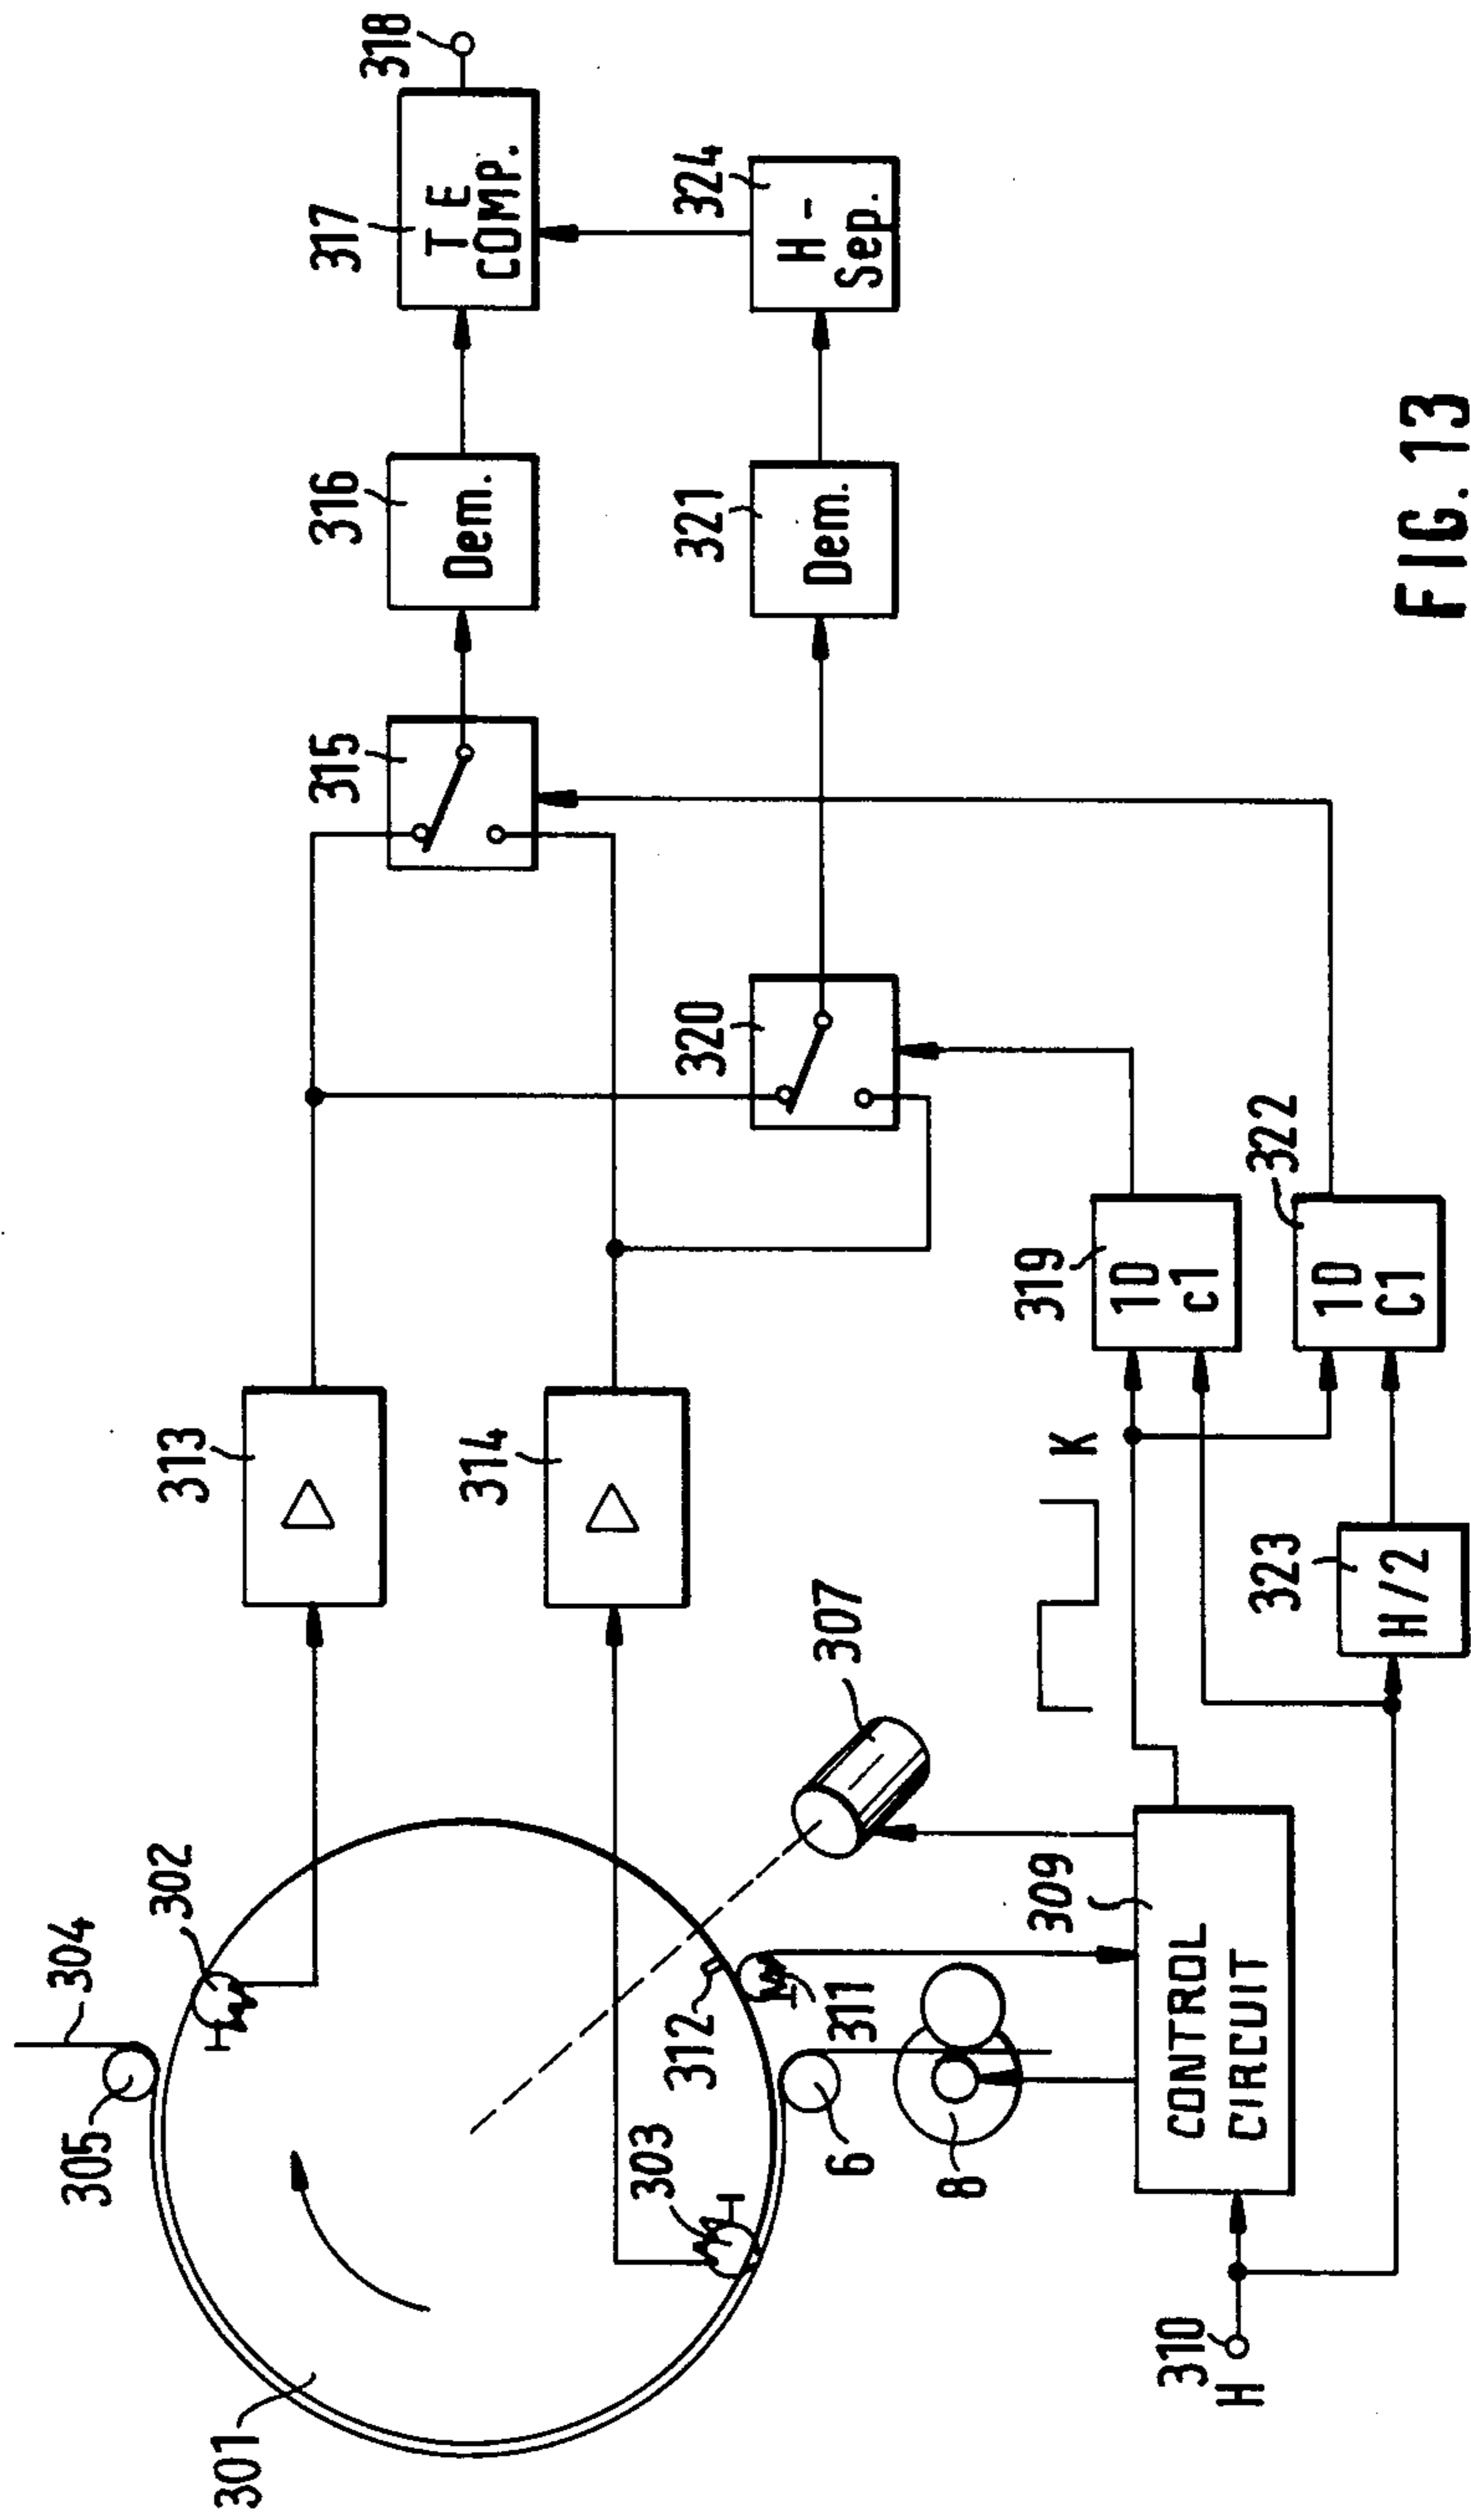 301
305
304
302
313
315
316
317
318
T E
COMP.
Dem.
314
303
312
311
307
6
8
320
321
324
Dem.
H -
Sep.
309
K
319
1D
c1
322
1D
C1
323
H/2
CONTROL
CIRCUIT
310
H
FIG. 13